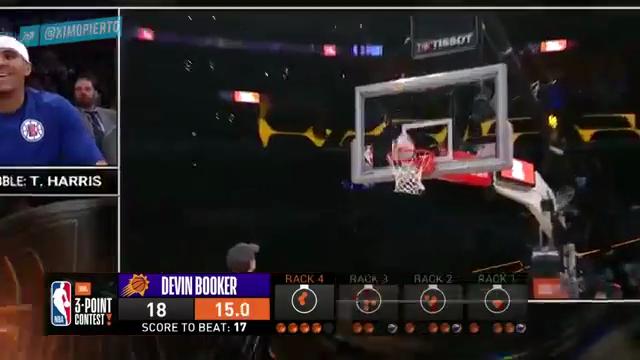 @XIMOPIERTO
TISSOT
BLE: T. HARRIS
NBA
JBL
3-POINT
CONTEST
DEVIN BOOKER
18
15.0
SCORE TO BEAT: 17
RACK 4
RACK 3
RACK 2
RACK 1